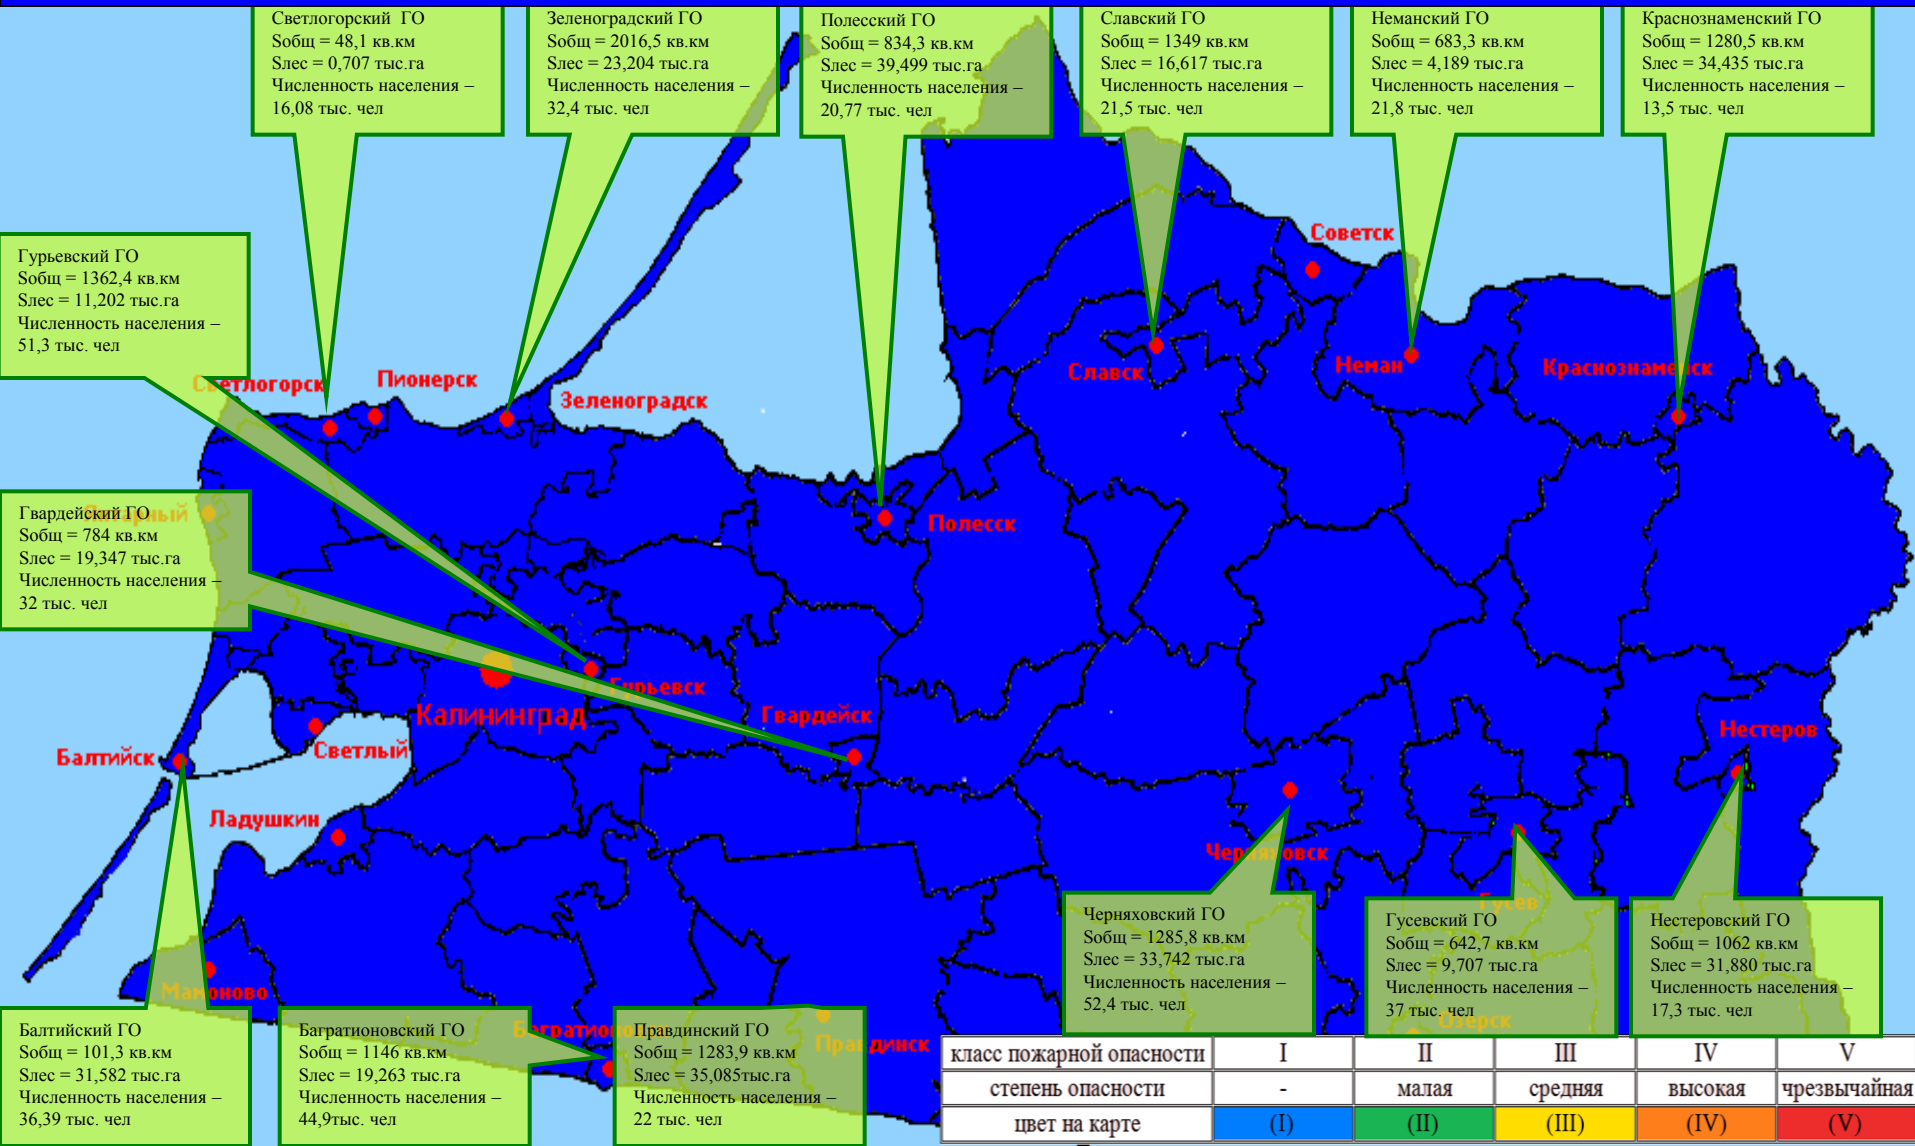 Светлогорский ГО
Sобщ = 48,1 кв.км
Sлес = 0,707 тыс.га
Численность населения –
16,08 тыс. чел
Зеленоградский ГО
Sобщ = 2016,5 кв.км
Sлес = 23,204 тыс.га
Численность населения –
32,4 тыс. чел
Полесский ГО
Sобщ = 834,3 кв.км
Sлес = 39,499 тыс.га
Численность населения –
20,77 тыс. чел
Славский ГО
Sобщ = 1349 кв.км
Sлес = 16,617 тыс.га
Численность населения –
21,5 тыс. чел
Неманский ГО
Sобщ = 683,3 кв.км
Sлес = 4,189 тыс.га
Численность населения –
21,8 тыс. чел
Краснознаменский ГО
Sобщ = 1280,5 кв.км
Sлес = 34,435 тыс.га
Численность населения –
13,5 тыс. чел
Гурьевский ГО
Sобщ = 1362,4 кв.км
Sлес = 11,202 тыс.га
Численность населения –
51,3 тыс. чел
Советск
Светлогорск
Пионерск
Зеленоградск
Славск
Неман
Краснознаменск
Гвардейский ГО
Sобщ = 784 кв.км
Sлес = 19,347 тыс.га
Численность населения –
32 тыс. чел
Янтарный
Полесск
Гурьевск
Калининград
Гвардейск
Нестеров
Балтийск
Светлый
Ладушкин
Черняховск
Гусев
Мамоново
Багратионовск
Правдинск
Озерск
Черняховский ГО
Sобщ = 1285,8 кв.км
Sлес = 33,742 тыс.га
Численность населения –
52,4 тыс. чел
Гусевский ГО
Sобщ = 642,7 кв.км
Sлес = 9,707 тыс.га
Численность населения –
37 тыс. чел
Нестеровский ГО
Sобщ = 1062 кв.км
Sлес = 31,880 тыс.га
Численность населения –
17,3 тыс. чел
Балтийский ГО
Sобщ = 101,3 кв.км
Sлес = 31,582 тыс.га
Численность населения –
36,39 тыс. чел
Багратионовский ГО
Sобщ = 1146 кв.км
Sлес = 19,263 тыс.га
Численность населения –
44,9тыс. чел
Правдинский ГО
Sобщ = 1283,9 кв.км
Sлес = 35,085тыс.га
Численность населения –
22 тыс. чел
класс пожарной опасности I II III IV V
степень опасности - малая средняя высокая чрезвычайная
цвет на карте (I) (II) (III) (IV) (V)